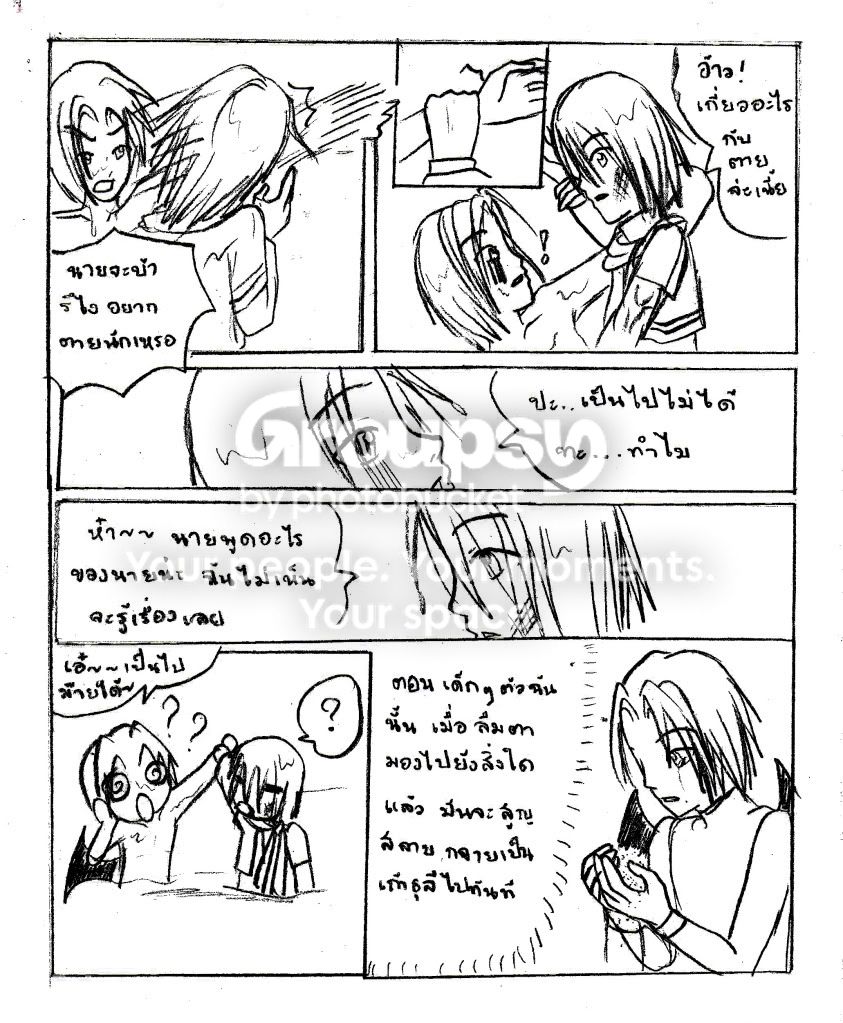 นายจะบ้า
รึไง อยาก
ตายนักเหรอ
อ้าว!
เกี่ยวอะไร
กับ
ตาย
ล่ะเนี้ย
!
ปะ..เป็นไปไม่ได้
ทะ...ทำไม
Groupsy
by photobucket
ห๋า~~ นายพูดอะไร
ของนายน่ะ ฉันไม่เห็น
จะรู้เรื่องเลย
Your people. Your moments.
Your space.
เอ๋~~เป็นไป
ม้ายได้~
? ?
?
ตอนเด็กๆ ตัวฉัน
นั้น เมื่อ ลืมตา
มองไปยังสิ่งใด
แล้ว มันจะสูญ
สลาย กลายเป็น
เถ้าธุลีไปทันที